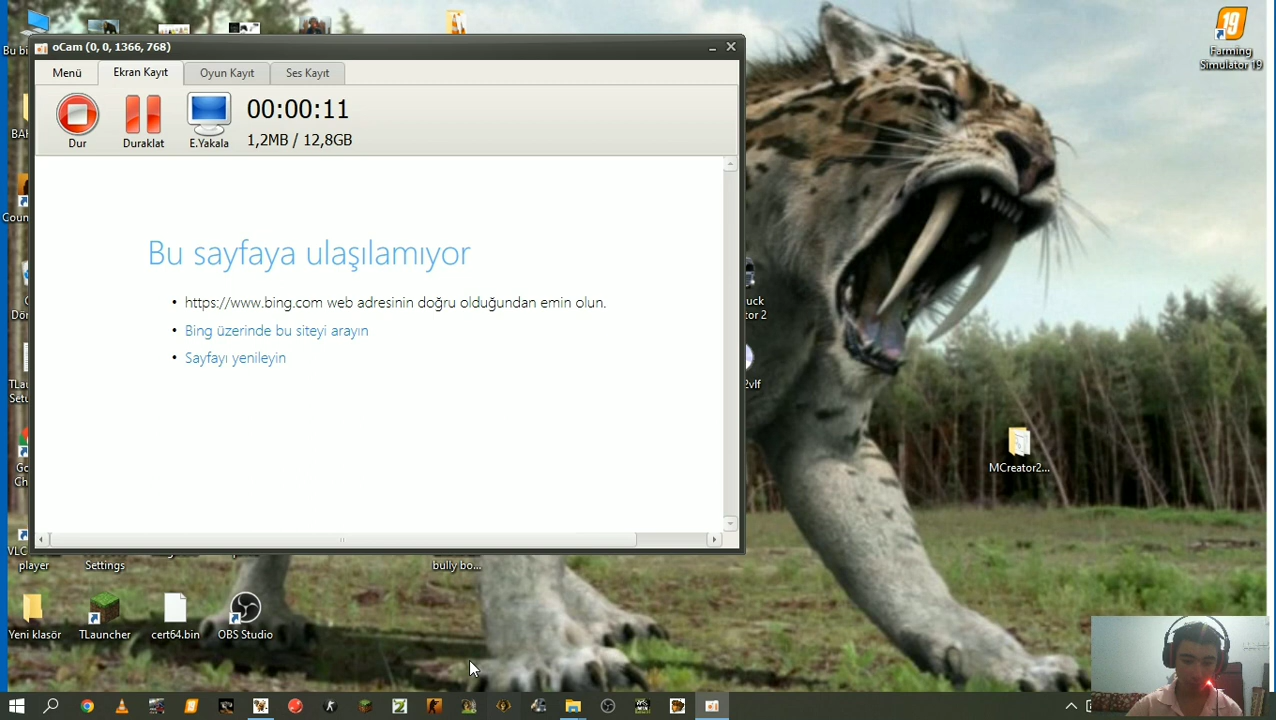 oCam (0, 0, 1366, 768)
Menü
Ekran Kayıt
Oyun Kayıt
Ses Kayıt
Dur
Duraklat
E.Yakala
00:00:11
1,2MB / 12,8GB
Bu sayfaya ulaşılamıyor
• https://www.bing.com web adresinin doğru olduğundan emin olun.
• Bing üzerinde bu siteyi arayın
• Sayfayı yenileyin
Farming
Simulator 19
MCreator2...
player
Settings
bully bo...
Yeni klasör
TLauncher
cert64.bin
OBS Studio